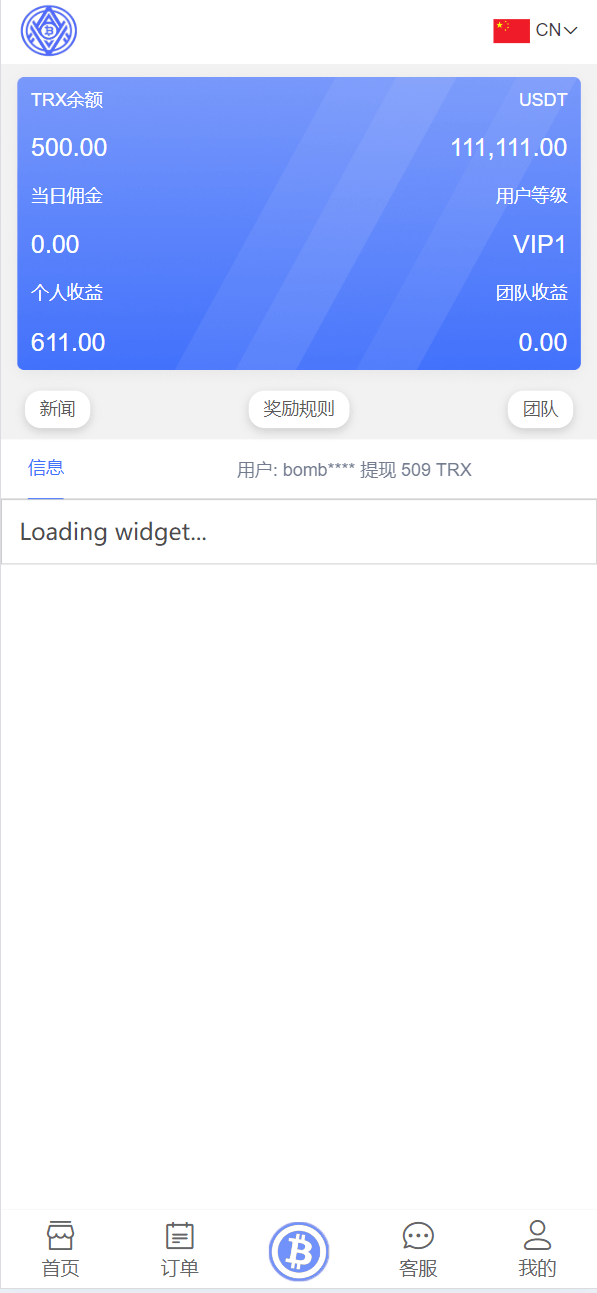 CN
TRX余额 USDT
500.00 111,111.00
当日佣金 用户等级
0.00 VIP1
个人收益 团队收益
611.00 0.00
新闻 奖励规则 团队
信息 用户: bomb**** 提现 509 TRX
Loading widget...
首页 订单 客服 我的